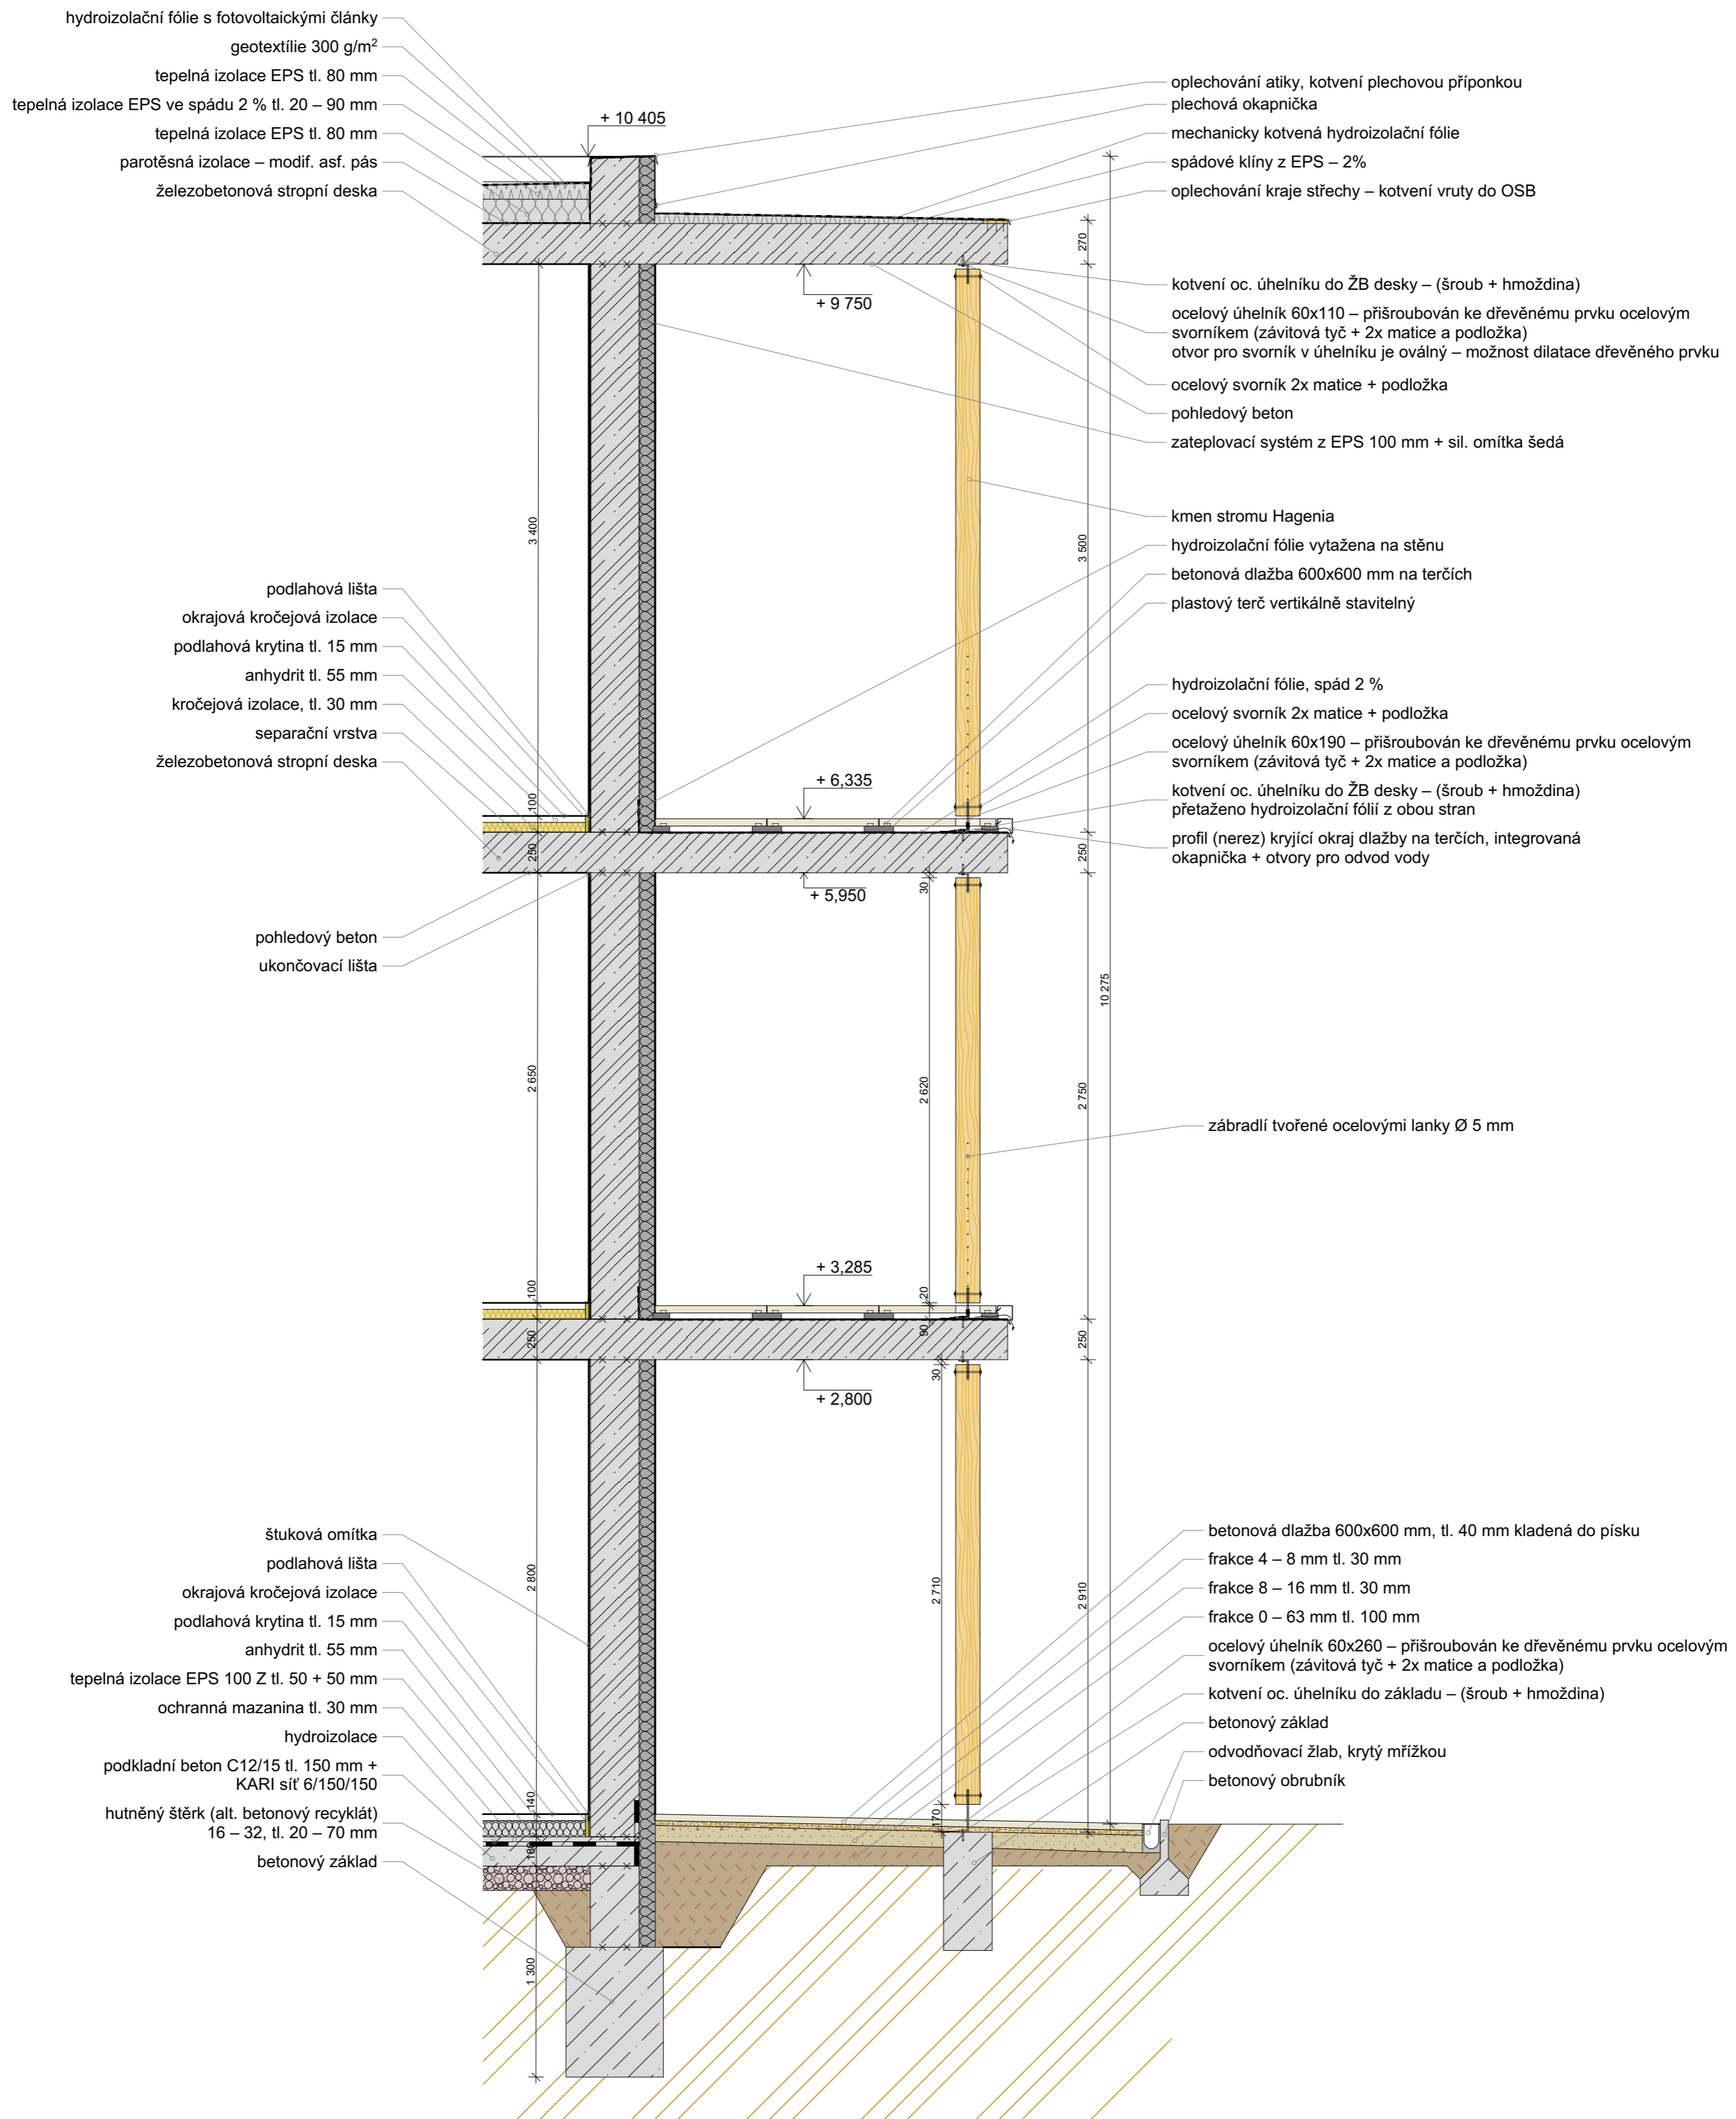 hydroizolační fólie s fotovoltaickými články
geotextílie 300 g/m²
tepelná izolace EPS tl. 80 mm
tepelná izolace EPS ve spádu 2 % tl. 20 – 90 mm
tepelná izolace EPS tl. 80 mm
parotěsná izolace – modif. asf. pás
železobetonová stropní deska
+ 10 405
oplechování atiky, kotvení plechovou příponkou
plechová okapnička
mechanicky kotvená hydroizolační fólie
spádové klíny z EPS – 2%
oplechování kraje střechy – kotvení vruty do OSB
270
+ 9 750
kotvení oc. úhelníku do ŽB desky – (šroub + hmoždina)
ocelový úhelník 60x110 – přišroubován ke dřevěnému prvku ocelovým
svorníkem (závitová tyč + 2x matice a podložka)
otvor pro svorník v úhelníku je oválný – možnost dilatace dřevěného prvku
ocelový svorník 2x matice + podložka
pohledový beton
zateplovací systém z EPS 100 mm + sil. omítka šedá
kmen stromu Hagenia
hydroizolační fólie vytažena na stěnu
betonová dlažba 600x600 mm na terčích
plastový terč vertikálně stavitelný
3 400
3 500
podlahová lišta
okrajová kročejová izolace
podlahová krytina tl. 15 mm
anhydrit tl. 55 mm
kročejová izolace, tl. 30 mm
separační vrstva
železobetonová stropní deska
hydroizolační fólie, spád 2 %
ocelový svorník 2x matice + podložka
ocelový úhelník 60x190 – přišroubován ke dřevěnému prvku ocelovým
svorníkem (závitová tyč + 2x matice a podložka)
kotvení oc. úhelníku do ŽB desky – (šroub + hmoždina)
přetaženo hydroizolační fólií z obou stran
profil (nerez) kryjící okraj dlažby na terčích, integrovaná
okapnička + otvory pro odvod vody
+ 6,335
100
250
250
30
+ 5,950
pohledový beton
ukončovací lišta
10 275
2 650
2 620
2 750
zábradlí tvořené ocelovými lanky Ø 5 mm
+ 3,285
100
20
90
250
250
30
+ 2,800
štuková omítka
podlahová lišta
okrajová kročejová izolace
podlahová krytina tl. 15 mm
anhydrit tl. 55 mm
tepelná izolace EPS 100 Z tl. 50 + 50 mm
ochranná mazanina tl. 30 mm
hydroizolace
podkladní beton C12/15 tl. 150 mm +
KARI síť 6/150/150
hutněný štěrk (alt. betonový recyklát)
16 – 32, tl. 20 – 70 mm
betonový základ
2 800
2 710
2 910
betonová dlažba 600x600 mm, tl. 40 mm kladená do písku
frakce 4 – 8 mm tl. 30 mm
frakce 8 – 16 mm tl. 30 mm
frakce 0 – 63 mm tl. 100 mm
ocelový úhelník 60x260 – přišroubován ke dřevěnému prvku ocelovým
svorníkem (závitová tyč + 2x matice a podložka)
kotvení oc. úhelníku do základu – (šroub + hmoždina)
betonový základ
odvodňovací žlab, krytý mřížkou
betonový obrubník
140
170
180
1 300